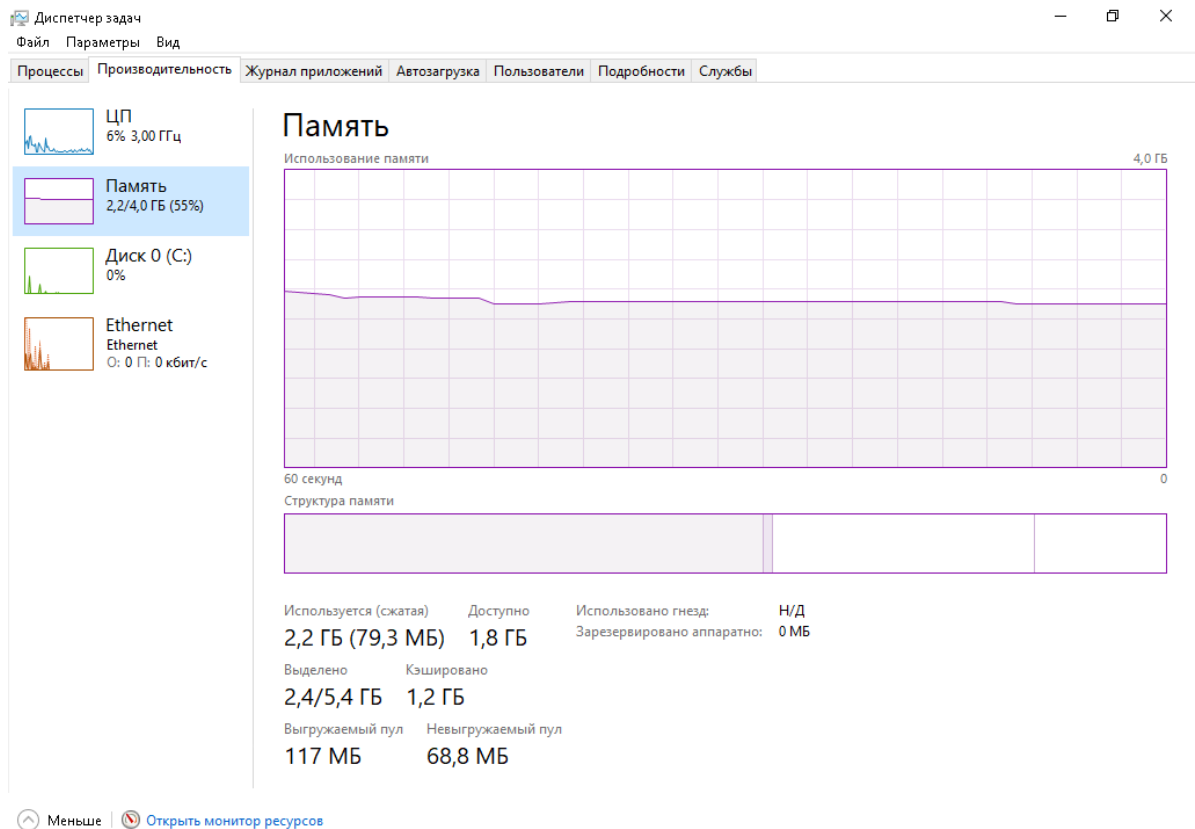 Диспетчер задач
Файл Параметры Вид
Процессы Производительность Журнал приложений Автозагрузка Пользователи Подробности Службы
ЦП
6% 3,00 ГГц
Память
2,2/4,0 ГБ (55%)
Диск 0 (C:)
0%
Ethernet
Ethernet
О: 0 П: 0 кбит/с
Память
Использование памяти 4,0 ГБ
60 секунд 0
Структура памяти
Используется (сжатая) Доступно
2,2 ГБ (79,3 МБ) 1,8 ГБ
Выделено Кэшировано
2,4/5,4 ГБ 1,2 ГБ
Выгружаемый пул Невыгружаемый пул
117 МБ 68,8 МБ
Использовано гнезд: Н/Д
Зарезервировано аппаратно: 0 МБ
Меньше Открыть монитор ресурсов